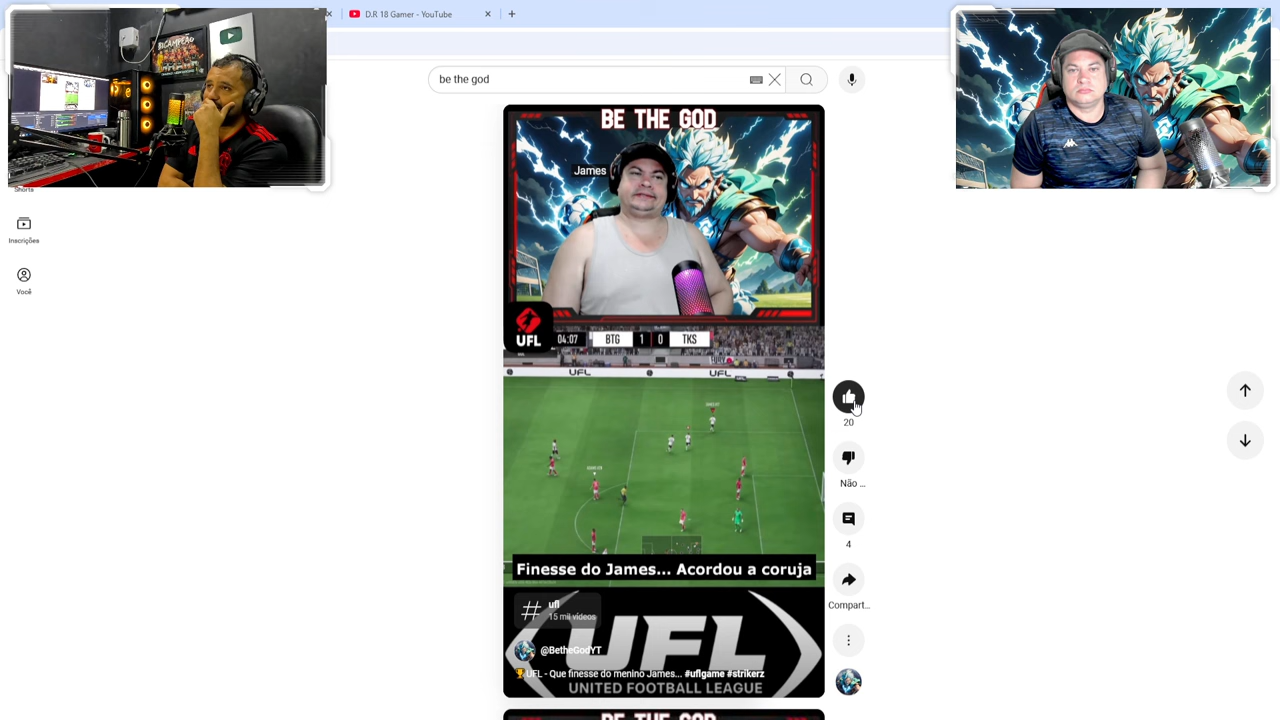 D.R 18 Gamer - YouTube
be the god
BICAMPEÃO
Shorts
Inscrições
Você
BE THE GOD
James
UFL
04:07 BTG 1 0 TKS
UFL UFL
20
Não ...
4
Compart...
Finesse do James... Acordou a coruja
# ufl
15 mil vídeos
UFL
@BetheGodYT
🏆UFL - Que finesse do menino James... #uflgame #strikerz
UNITED FOOTBALL LEAGUE
BE THE GOD